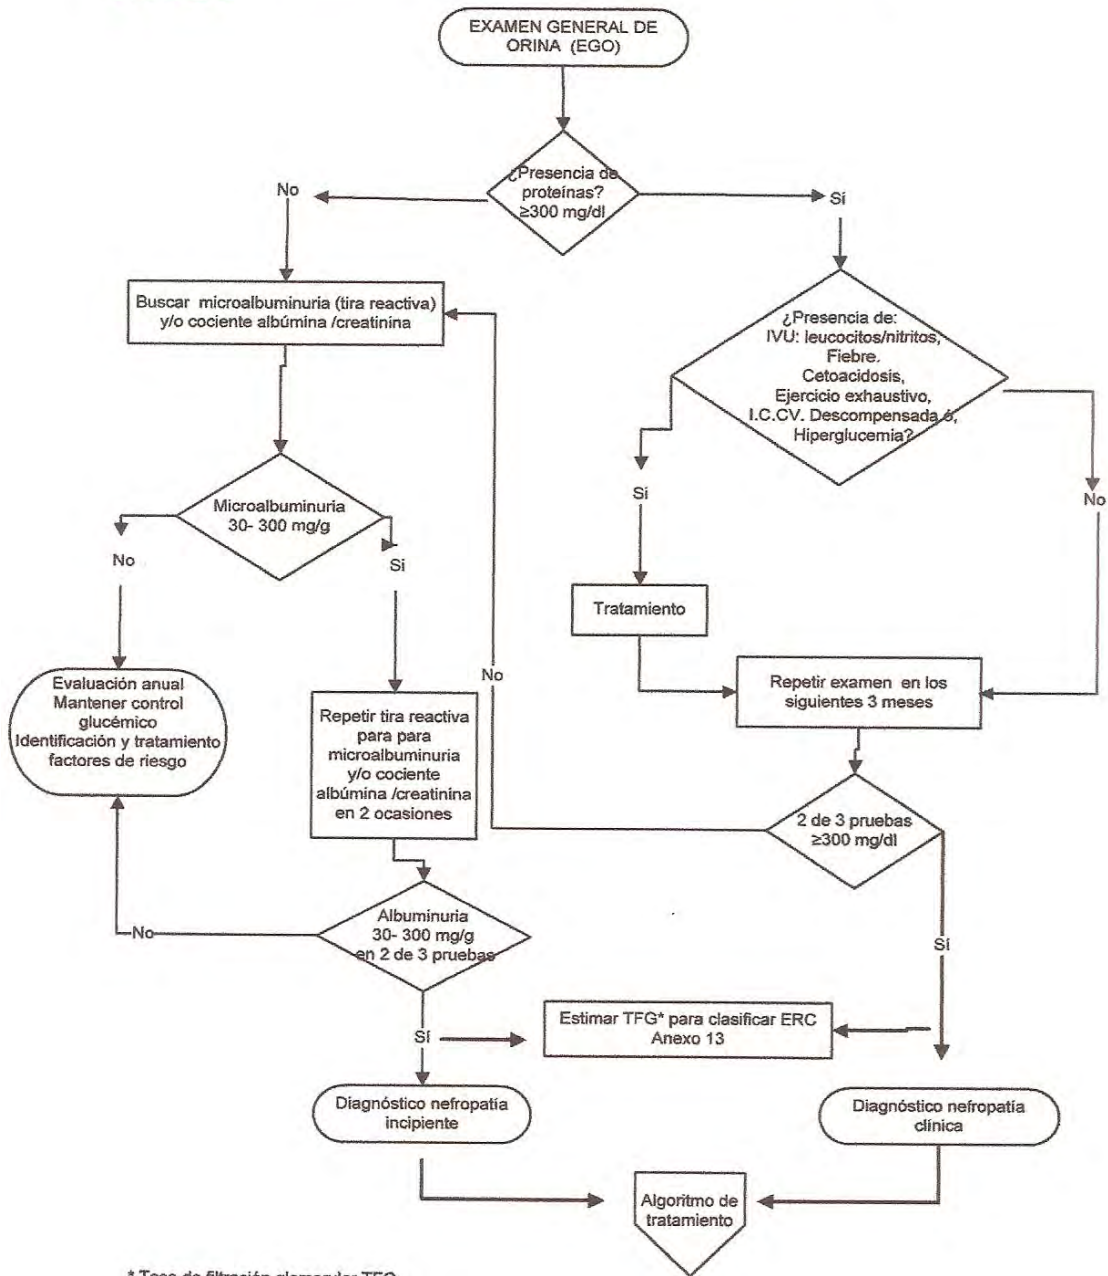 EXAMEN GENERAL DE
ORINA (EGO)
¿Presencia de
proteínas?
≥300 mg/dl
No
Sí
Buscar microalbuminuria (tira reactiva)
y/o cociente albúmina /creatinina
¿Presencia de:
IVU: leucocitos/nitritos,
Fiebre.
Cetoacidosis,
Ejercicio exhaustivo,
I.C.CV. Descompensada ó,
Hiperglucemia?
Microalbuminuria
30- 300 mg/g
No
Si
Si
No
Tratamiento
Evaluación anual
Mantener control
glucémico
Identificación y tratamiento
factores de riesgo
Repetir tira reactiva
para para
microalbuminuria
y/o cociente
albúmina /creatinina
en 2 ocasiones
No
Repetir examen en los
siguientes 3 meses
2 de 3 pruebas
≥300 mg/dl
Albuminuria
30- 300 mg/g
en 2 de 3 pruebas
No
Sí
Sí
Estimar TFG* para clasificar ERC
Anexo 13
Diagnóstico nefropatía
incipiente
Diagnóstico nefropatía
clínica
Algoritmo de
tratamiento